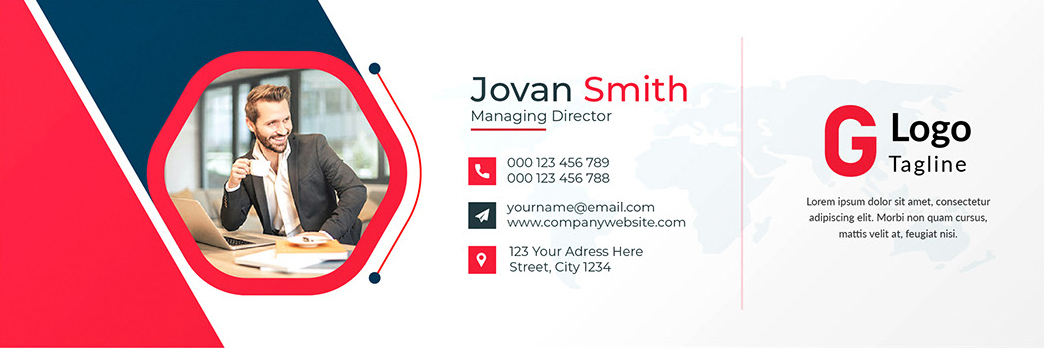 Jovan Smith
Managing Director
000 123 456 789
000 123 456 788
yourname@email.com
www.companywebsite.com
123 Your Adress Here
Street, City 1234
G Logo
Tagline
Lorem ipsum dolor sit amet, consectetur
adipiscing elit. Morbi non quam cursus,
mattis velit at, feugiat nisi.